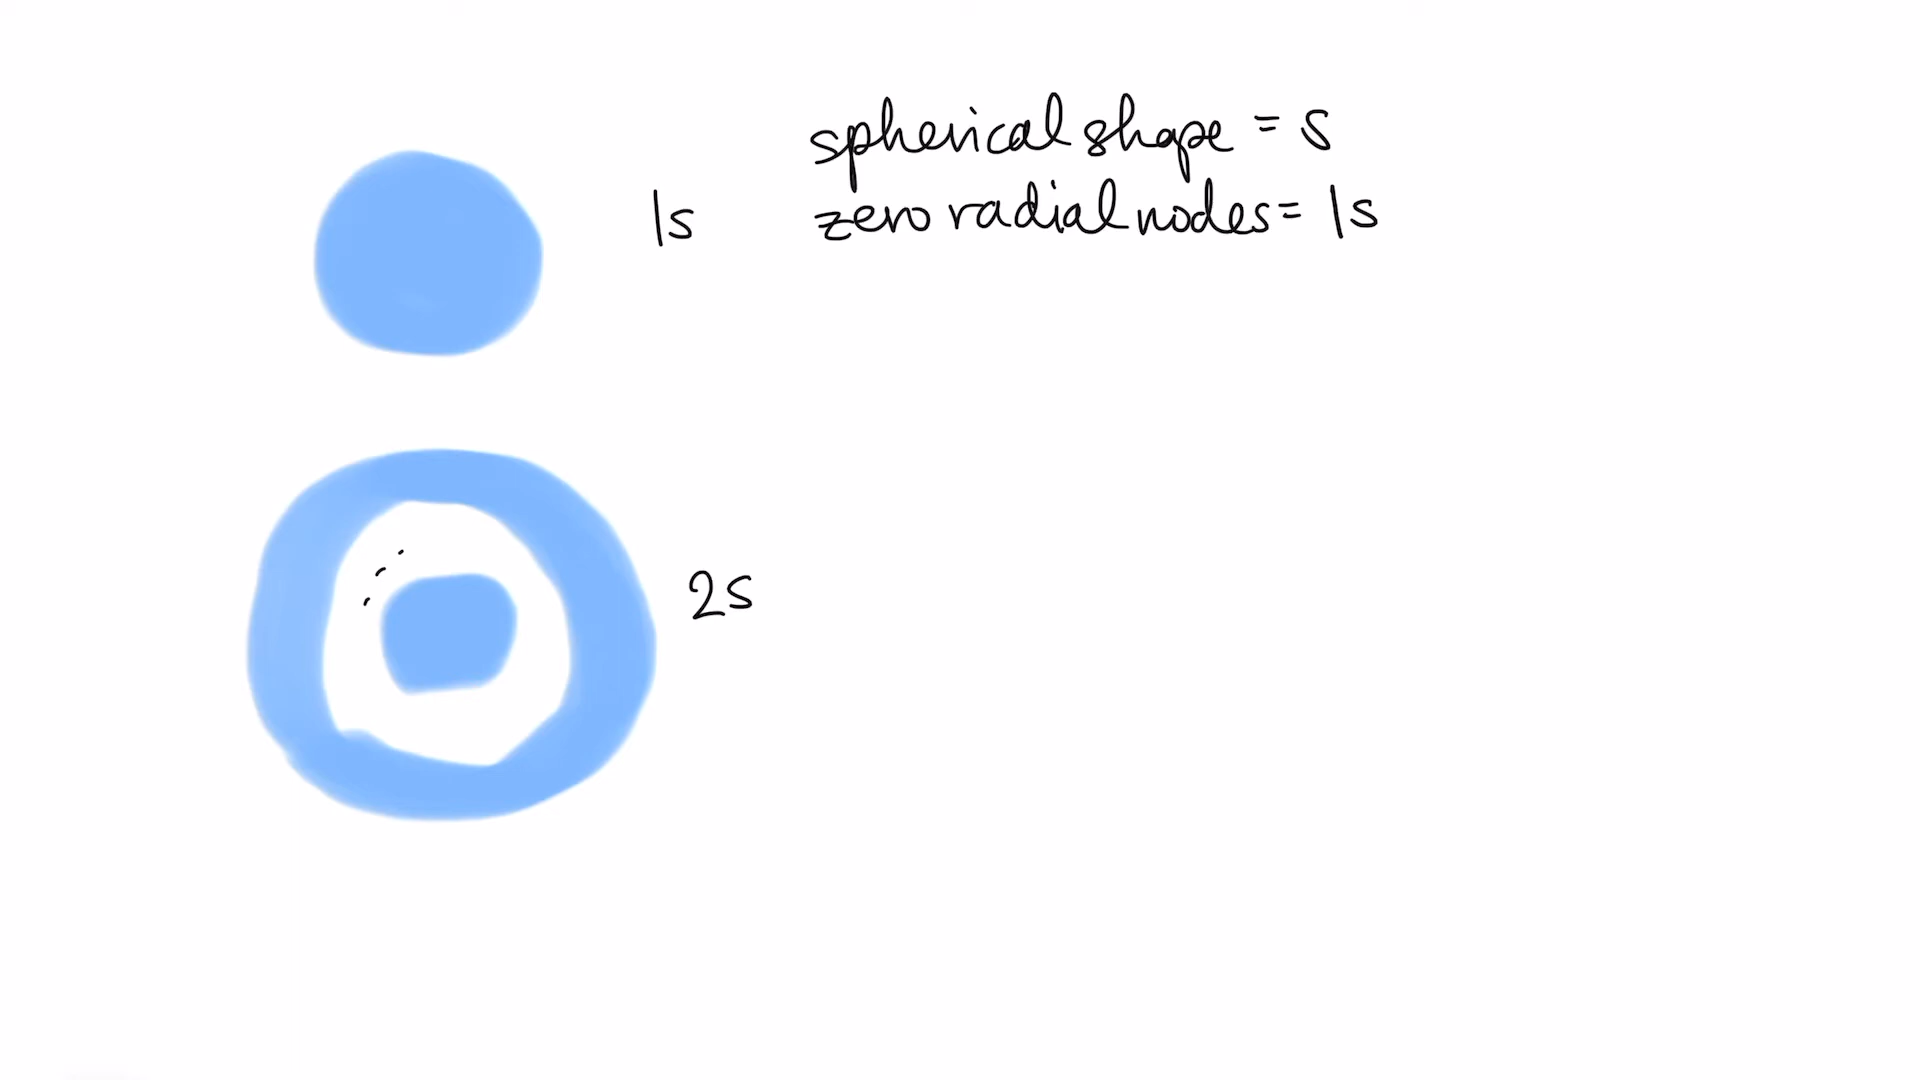 spherical shape = s
1s
zero radial nodes = 1s
2s